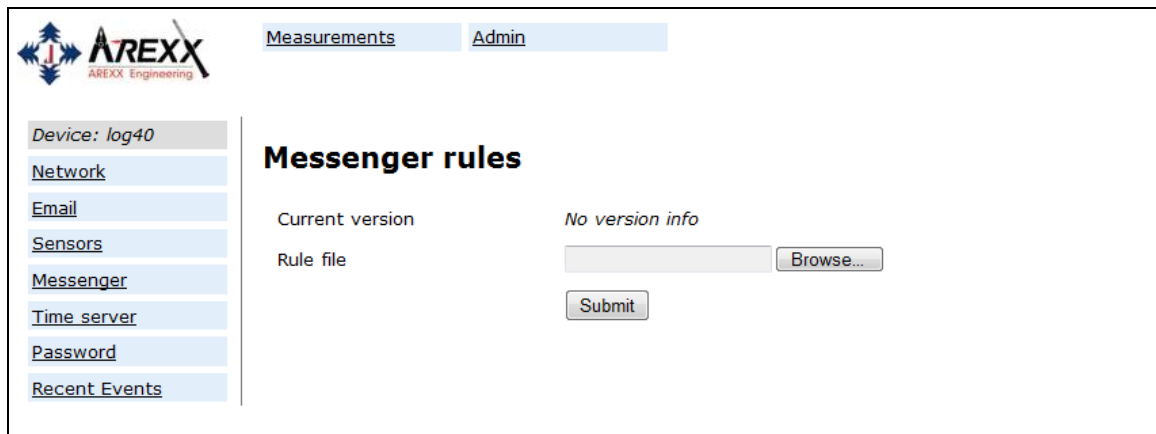 AREXX
AREXX Engineering
Measurements Admin
Device: log40
Network
Email
Sensors
Messenger
Time server
Password
Recent Events
Messenger rules
Current version No version info
Rule file Browse...
Submit